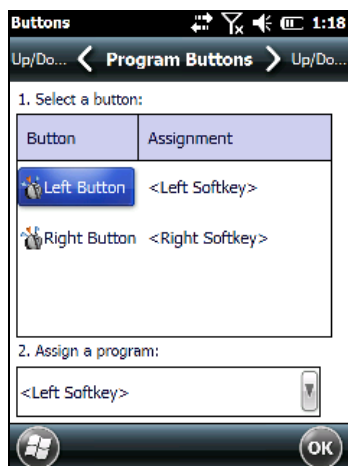 Buttons 1:18
Up/Do... Program Buttons Up/Do...
1. Select a button:
Button Assignment
Left Button <Left Softkey>
Right Button <Right Softkey>
2. Assign a program:
<Left Softkey>
OK